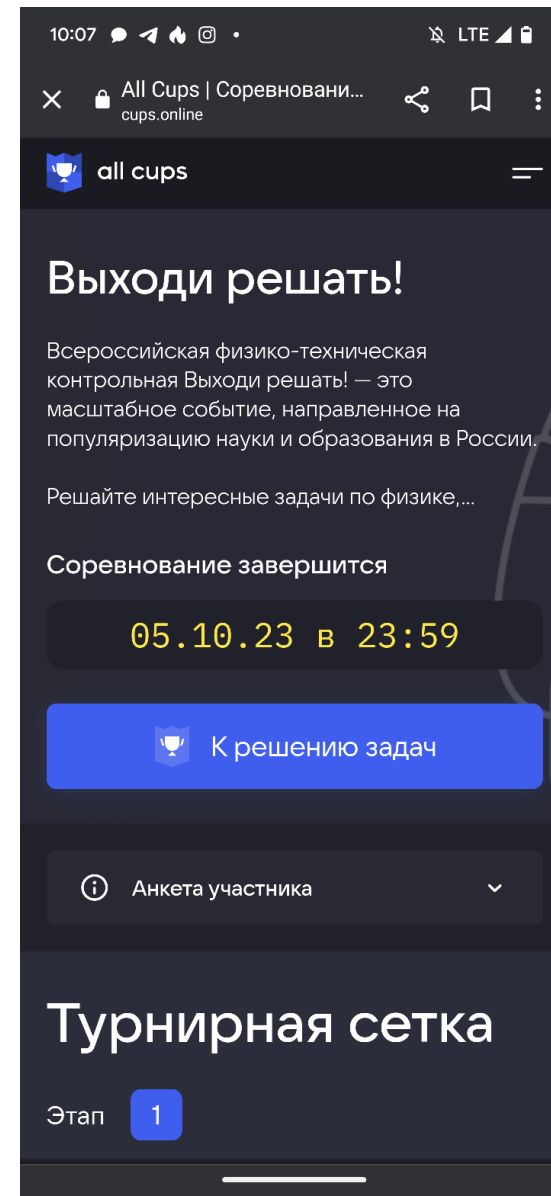 10:07
LTE
All Cups | Соревновани...
cups.online
all cups
Выходи решать!
Всероссийская физико-техническая
контрольная Выходи решать! — это
масштабное событие, направленное на
популяризацию науки и образования в России.
Решайте интересные задачи по физике,...
Соревнование завершится
05.10.23 в 23:59
К решению задач
Анкета участника
Турнирная сетка
Этап 1